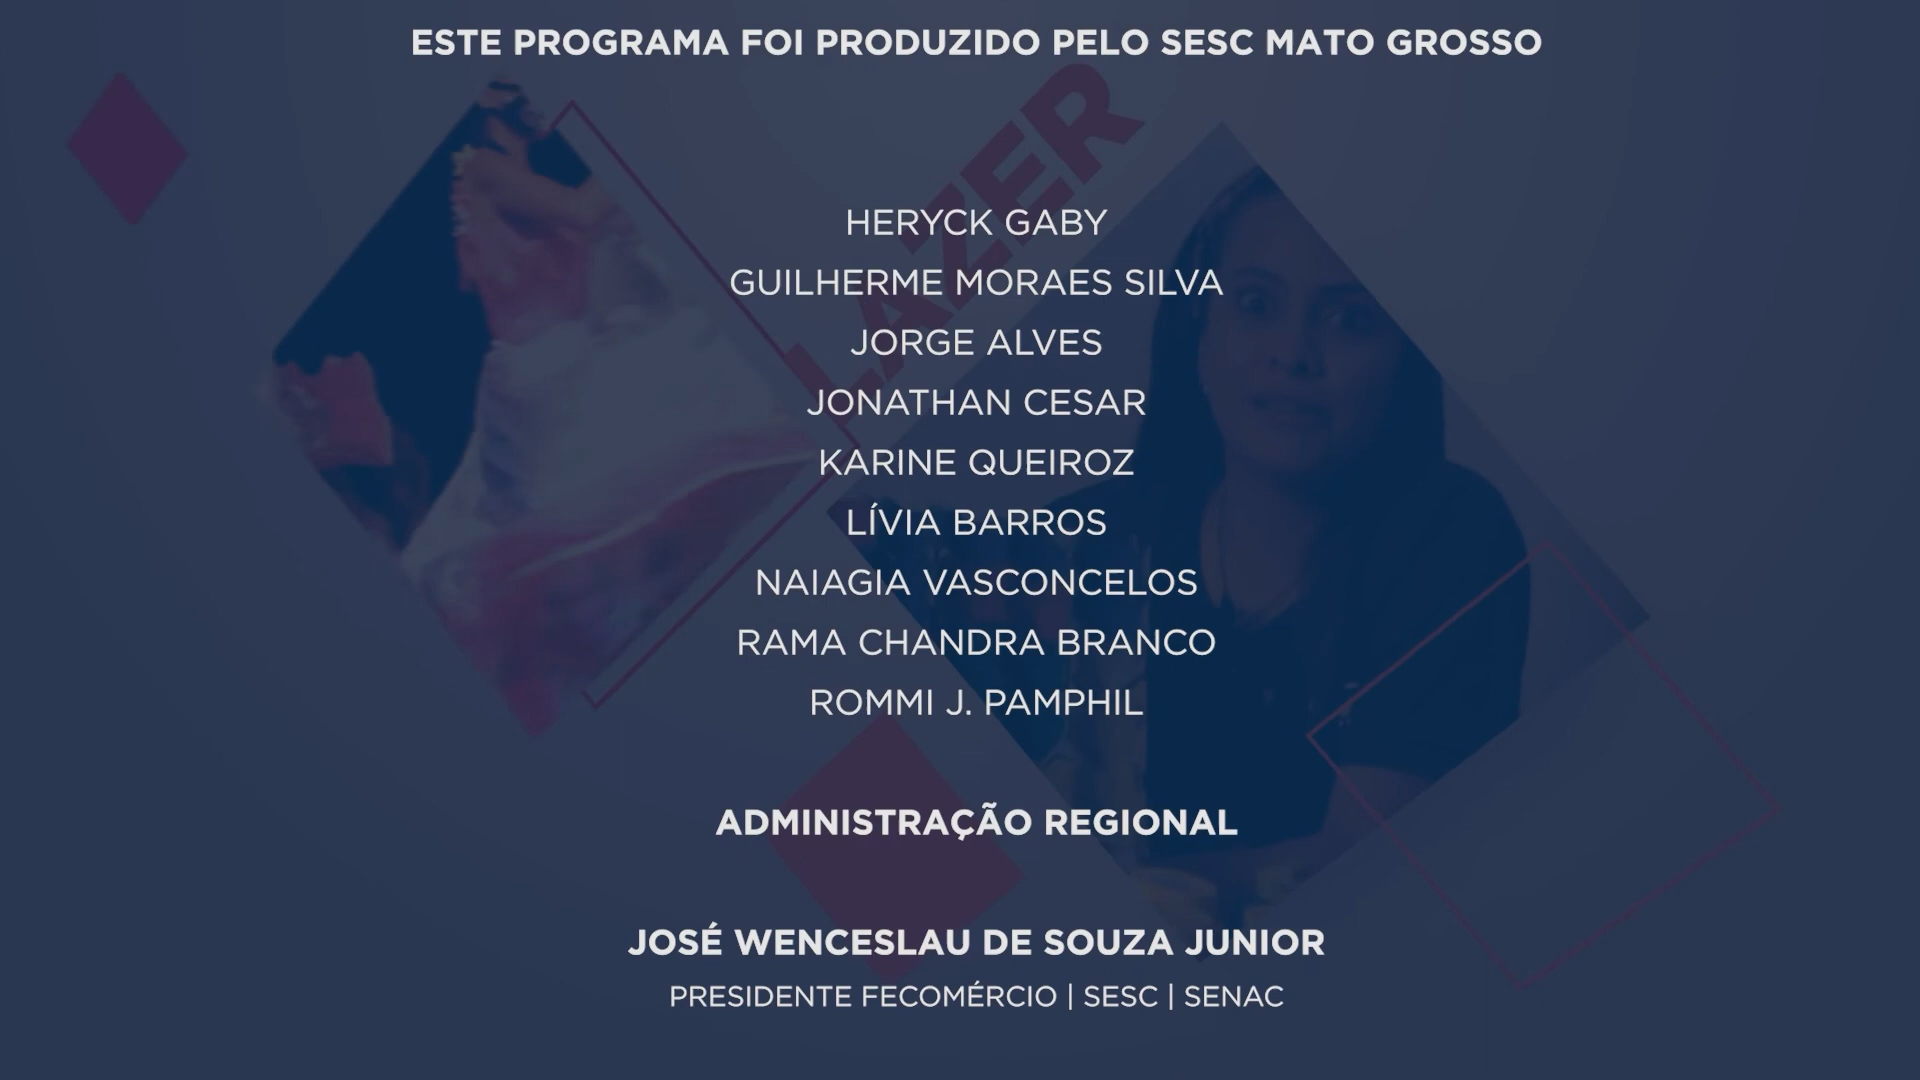 ESTE PROGRAMA FOI PRODUZIDO PELO SESC MATO GROSSO
LAZER
HERYCK GABY
GUILHERME MORAES SILVA
JORGE ALVES
JONATHAN CESAR
KARINE QUEIROZ
LÍVIA BARROS
NAIAGIA VASCONCELOS
RAMA CHANDRA BRANCO
ROMMI J. PAMPHIL
ADMINISTRAÇÃO REGIONAL
JOSÉ WENCESLAU DE SOUZA JUNIOR
PRESIDENTE FECOMÉRCIO | SESC | SENAC